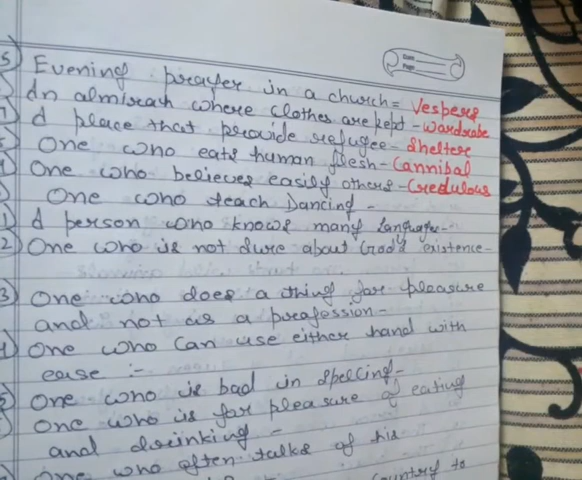 5) Evening prayer in a church = Vespers
An almirah where clothes are kept - wardrobe
A place that provide refugee - Shelter
One who eats human flesh - Cannibal
One who believes easily others - Credulous
One who teach Dancing -
1) A person who knows many languages -
2) One who is not sure about God's existence -
3) One who does a thing for pleasure
and not as a profession -
4) One who can use either hand with
ease :-
5) One who is bad in spelling -
One who is for pleasure of eating
and drinking -
One who often talks of his
country to